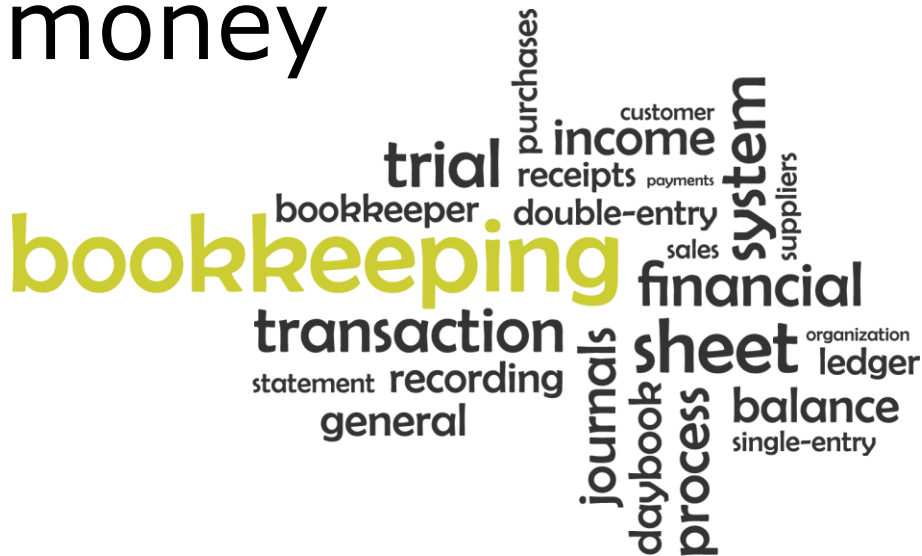 money
purchases
customer
income
system
trial
receipts
payments
suppliers
bookkeeper
double-entry
bookkeeping
sales
financial
transaction
sheet
organization
journals
ledger
statement
recording
daybook
process
balance
general
single-entry